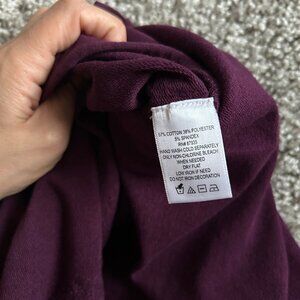 57% COTTON 38% POLYESTER
5% SPANDEX
RN# 67933
HAND WASH COLD SEPARATELY
ONLY NON-CHLORINE BLEACH
WHEN NEEDED
DRY FLAT
LOW IRON IF NEED
DO NOT IRON DECORATION